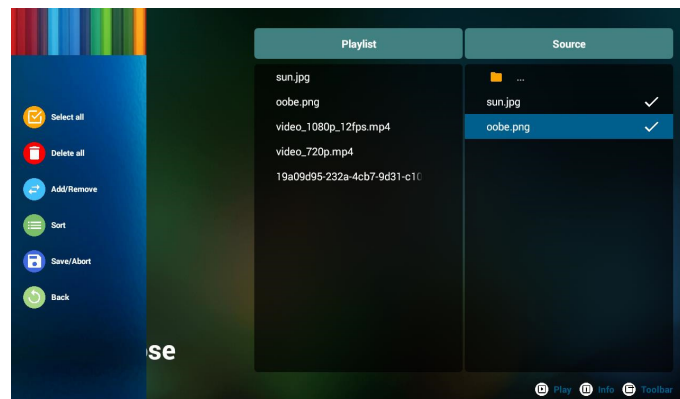 Select all
Delete all
Add/Remove
Sort
Save/Abort
Back
Playlist
sun.jpg
oobe.png
video_1080p_12fps.mp4
video_720p.mp4
19a09d95-232a-4cb7-9d31-c10
Source
...
sun.jpg
oobe.png
se
Play Info Toolbar